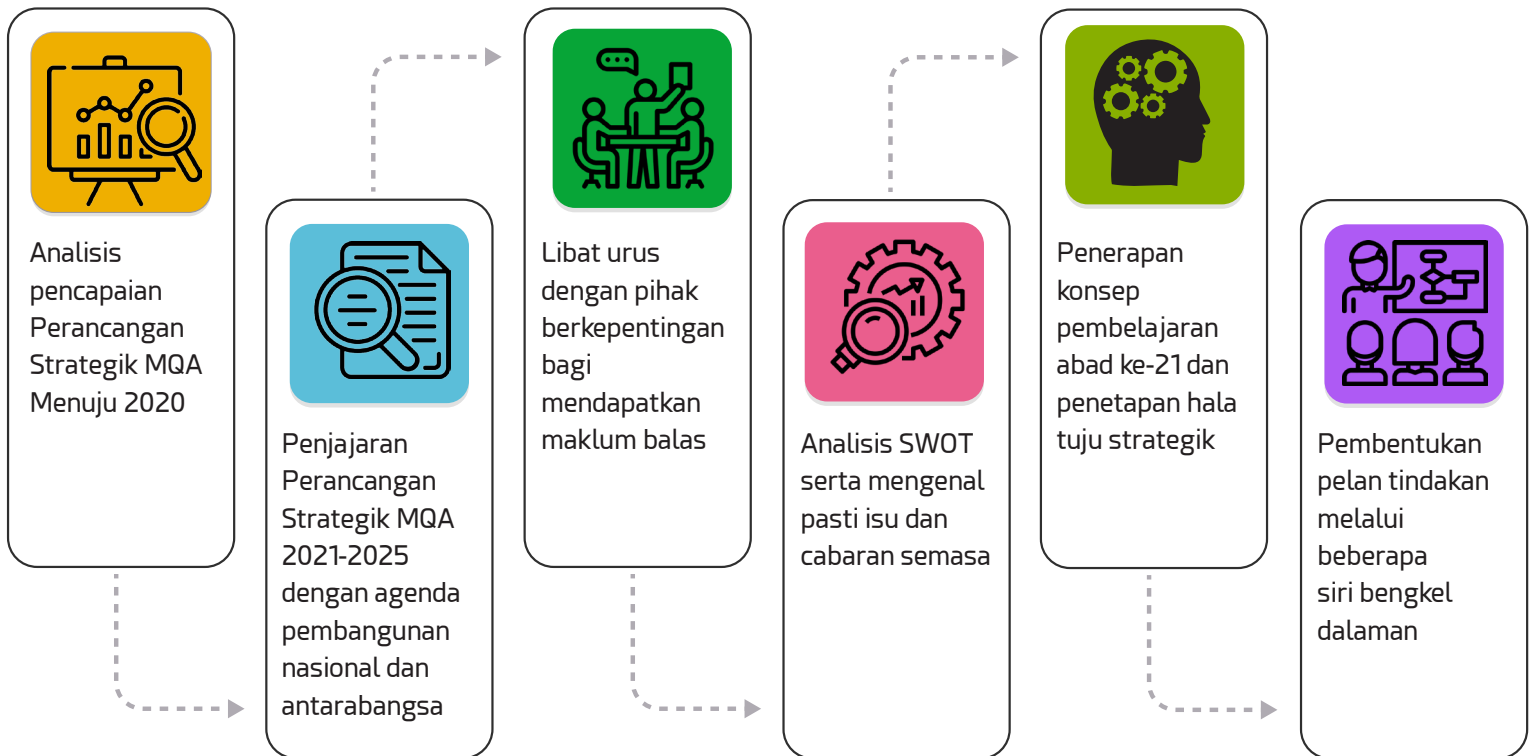 Analisis
pencapaian
Perancangan
Strategik MQA
Menuju 2020
Penjajaran
Perancangan
Strategik MQA
2021-2025
dengan agenda
pembangunan
nasional dan
antarabangsa
Libat urus
dengan pihak
berkepentingan
bagi
mendapatkan
maklum balas
Analisis SWOT
serta mengenal
pasti isu dan
cabaran semasa
Penerapan
konsep
pembelajaran
abad ke-21 dan
penetapan hala
tuju strategik
Pembentukan
pelan tindakan
melalui
beberapa
siri bengkel
dalaman